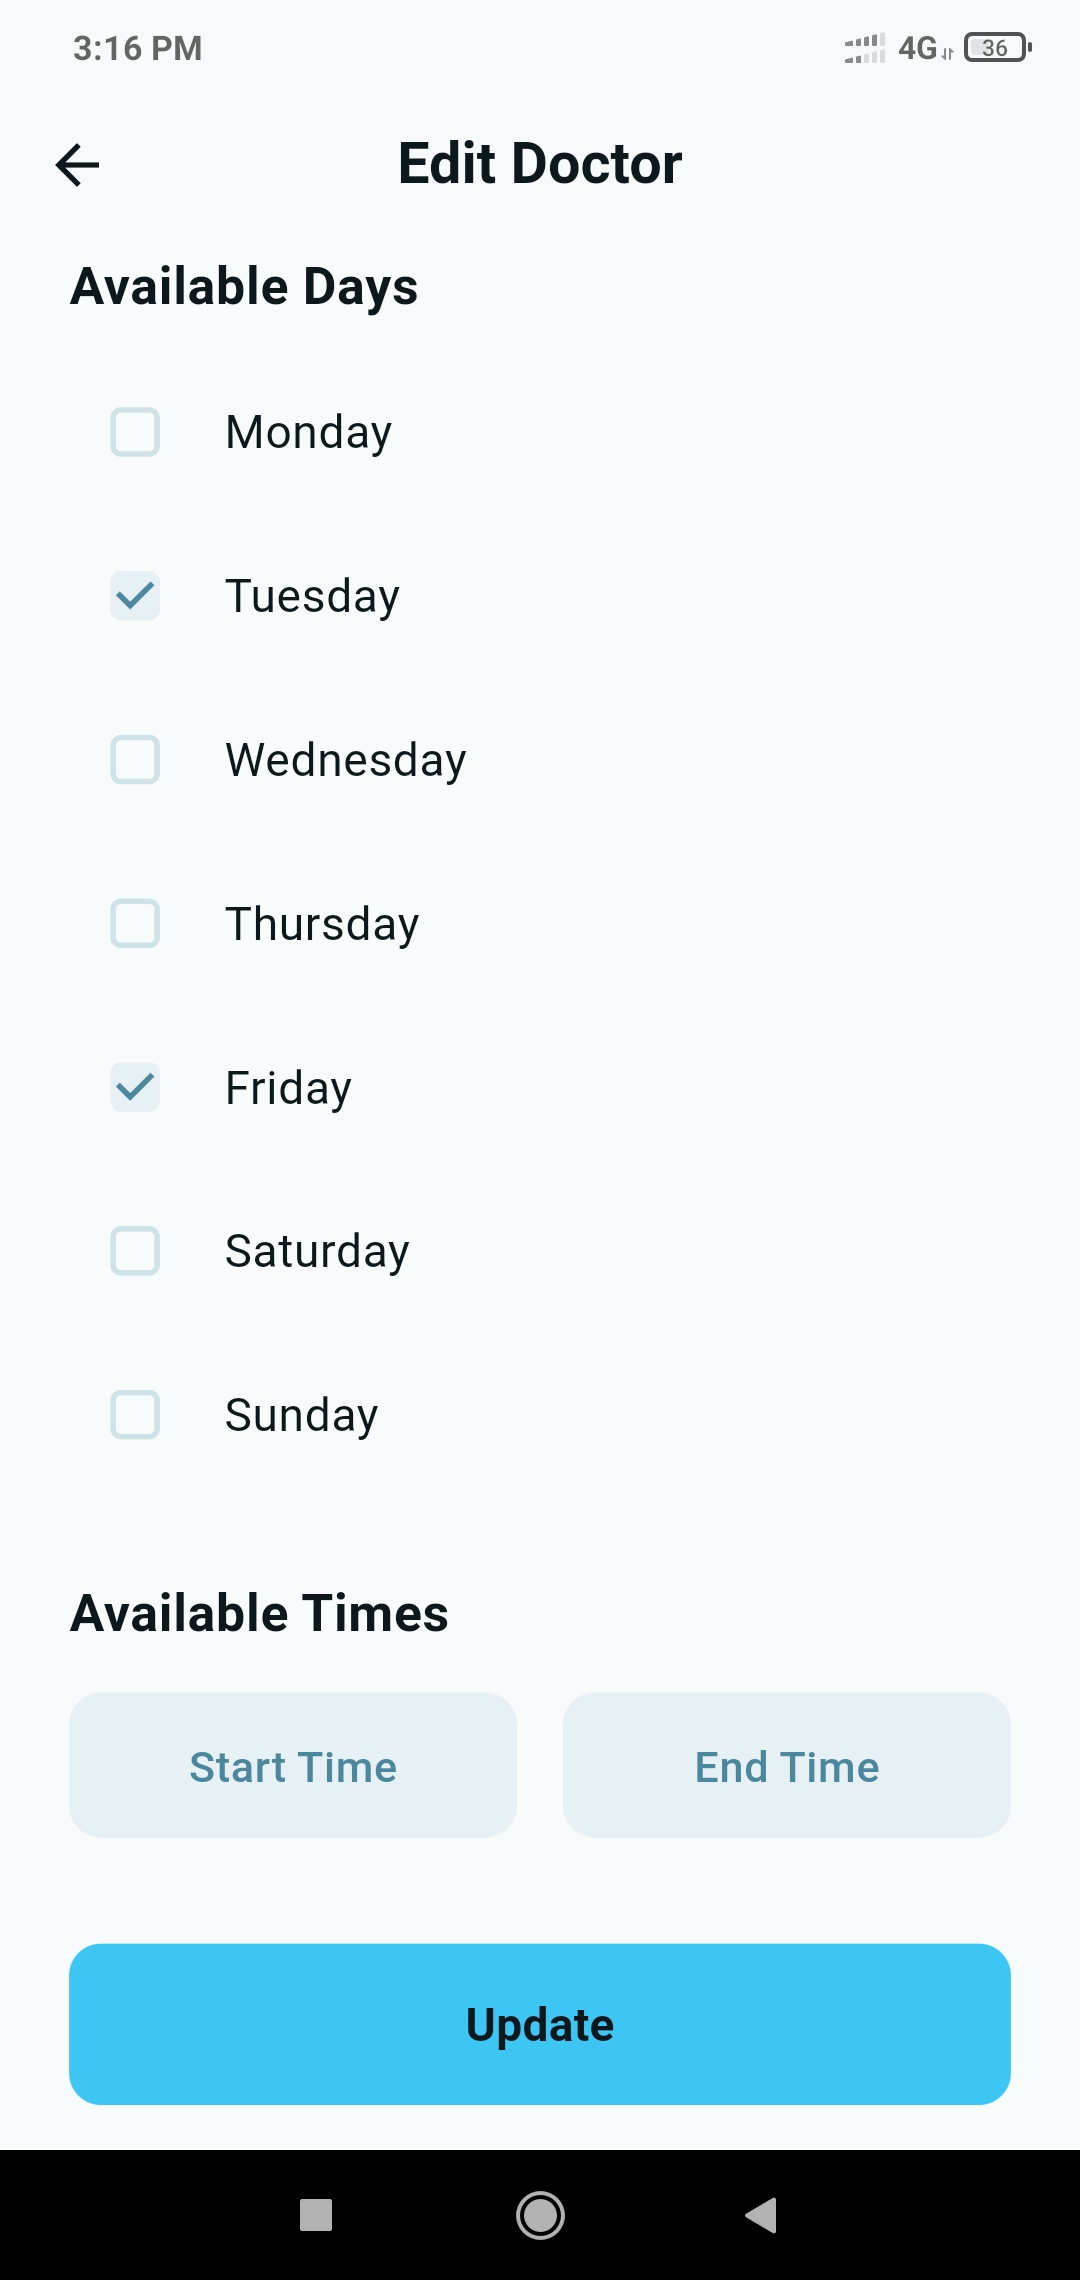 3:16 PM 4G 36
Edit Doctor
Available Days
Monday
Tuesday
Wednesday
Thursday
Friday
Saturday
Sunday
Available Times
Start Time End Time
Update